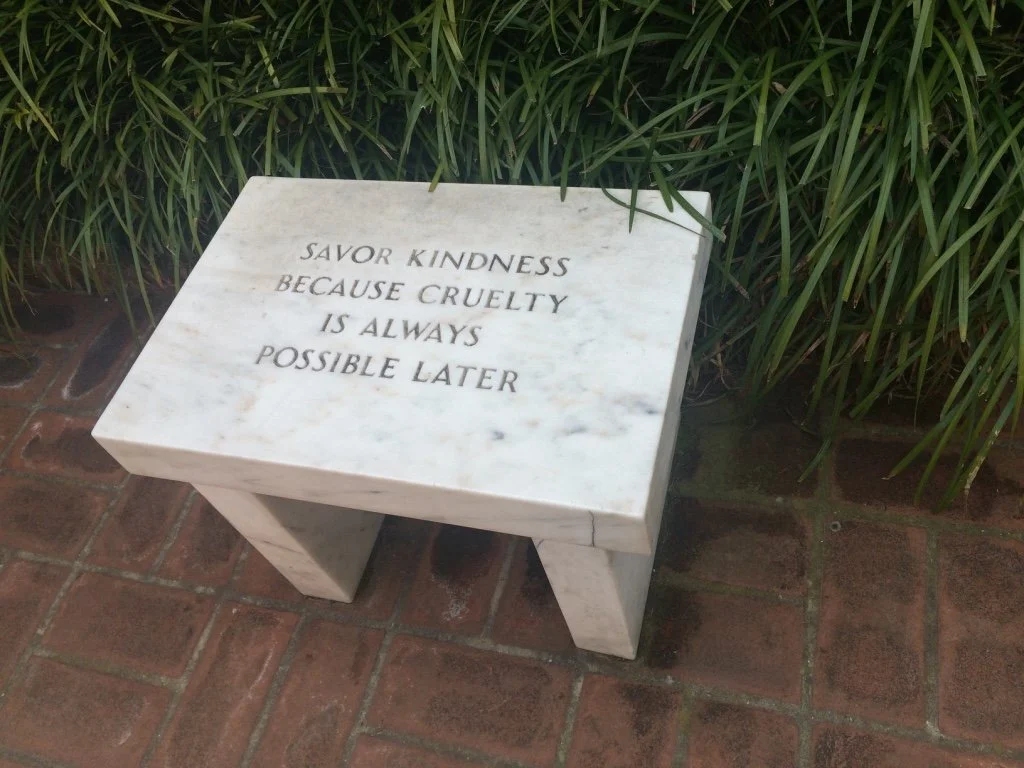 SAVOR KINDNESS
BECAUSE CRUELTY
IS ALWAYS
POSSIBLE LATER